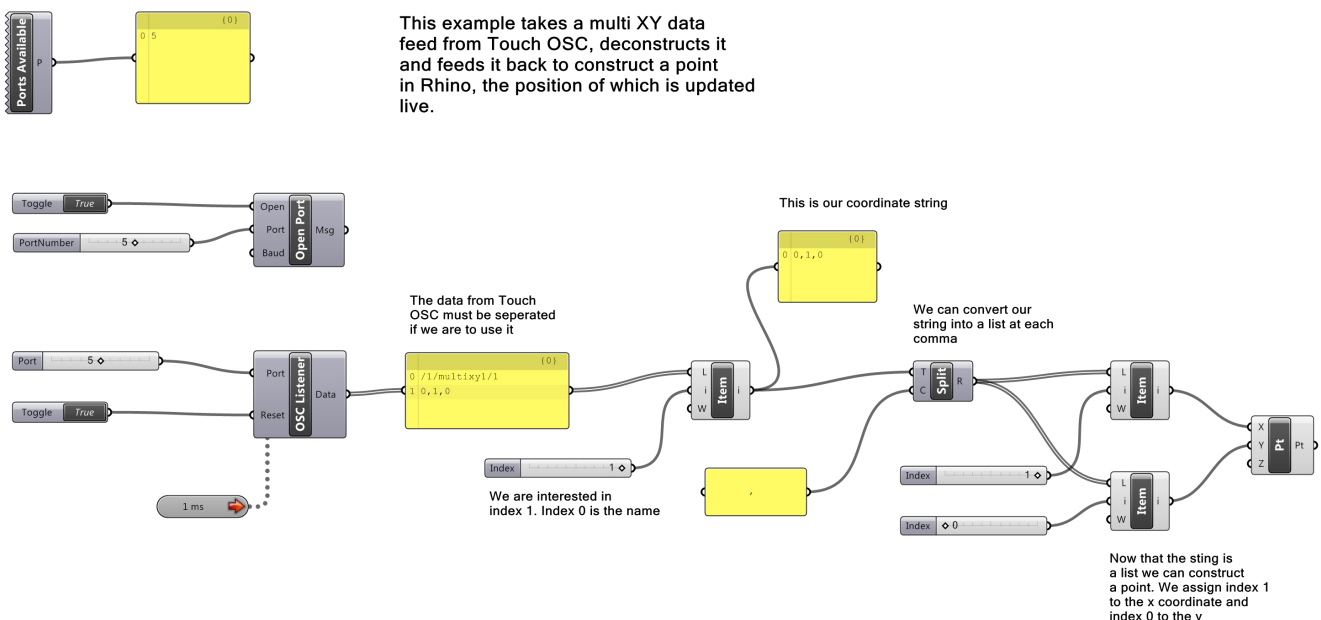 This example takes a multi XY data
feed from Touch OSC, deconstructs it
and feeds it back to construct a point
in Rhino, the position of which is updated
live.
Ports Available
P
{0}
0 5
Toggle True
PortNumber 5
Open
Port
Baud
Open Port
Msg
This is our coordinate string
{0}
0 0,1,0
The data from Touch
OSC must be seperated
if we are to use it
We can convert our
string into a list at each
comma
Port 5
Toggle True
Port
Reset
OSC Listener
Data
1 ms
{0}
0 /1/multixy1/1
1 0,1,0
Index 1
We are interested in
index 1. Index 0 is the name
L
i
W
Item
i
,
T
C
Split
R
Index 1
Index 0
L
i
W
Item
i
L
i
W
Item
i
X
Y
Z
Pt
Pt
Now that the sting is
a list we can construct
a point. We assign index 1
to the x coordinate and
index 0 to the y